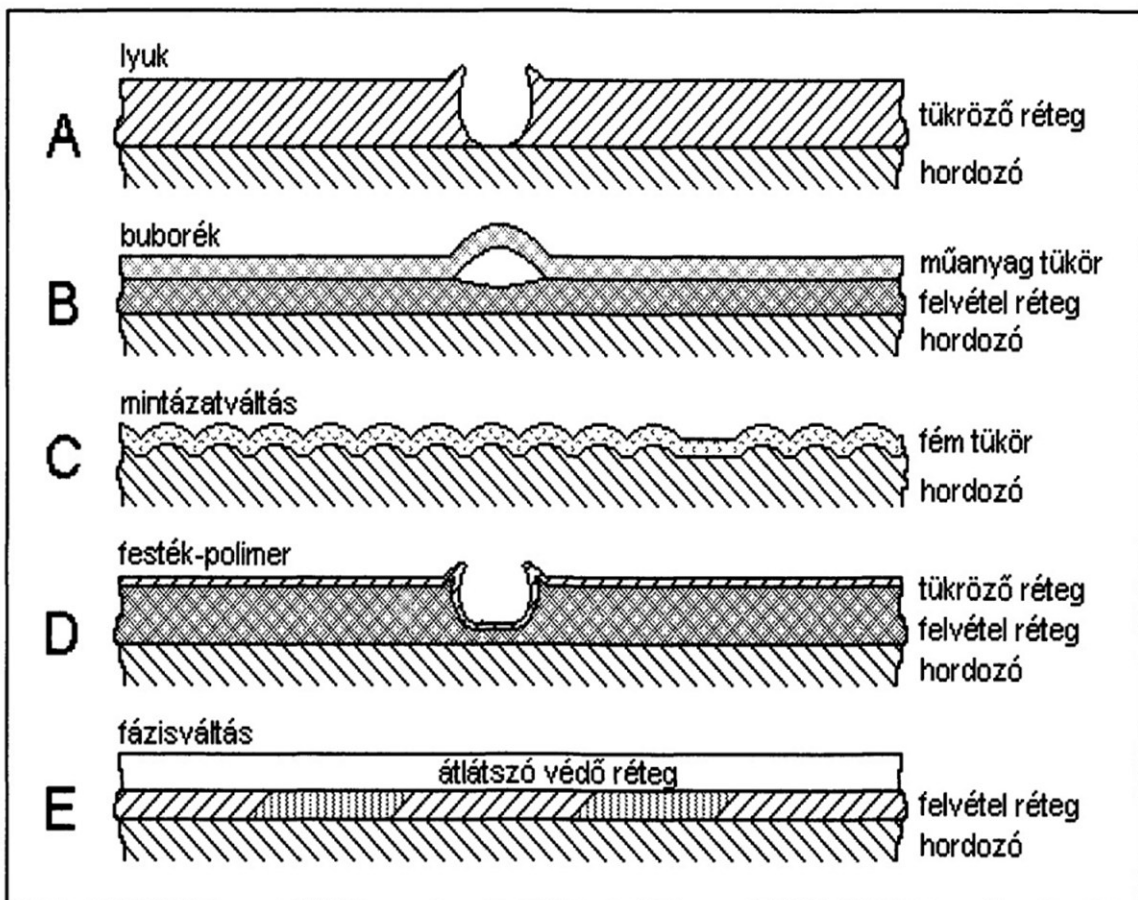 lyuk
A
tükröző réteg
hordozó
buborék
B
műanyag tükör
felvétel réteg
hordozó
mintázatváltás
C
fém tükör
hordozó
festék-polimer
D
tükröző réteg
felvétel réteg
hordozó
fázisváltás
átlátszó védő réteg
E
felvétel réteg
hordozó